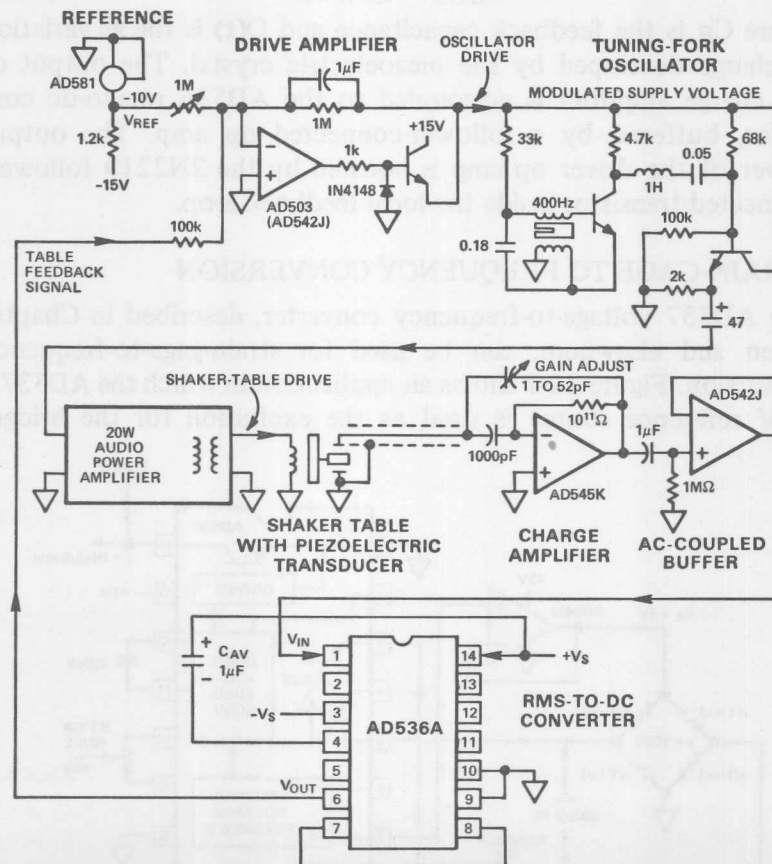 REFERENCE
AD581
-10V
VREF
1.2k
-15V
1M
DRIVE AMPLIFIER
1μF
1M
1k
+15V
IN4148
AD503
(AD542J)
OSCILLATOR
DRIVE
TUNING-FORK
OSCILLATOR
MODULATED SUPPLY VOLTAGE
33k
4.7k
0.05
68k
1H
400Hz
100k
0.18
2k
+
47
TABLE
FEEDBACK
SIGNAL
100k
SHAKER-TABLE DRIVE
20W
AUDIO
POWER
AMPLIFIER
SHAKER TABLE
WITH PIEZOELECTRIC
TRANSDUCER
GAIN ADJUST
TO 52pF
10¹¹Ω
1000pF
AD545K
CHARGE
AMPLIFIER
1μF
AD542J
1MΩ
AC-COUPLED
BUFFER
+
CAV
1μF
-
VIN
-VS
VOUT
1
2
3
4
5
6
7
AD536A
14
13
12
11
10
9
8
+VS
RMS-TO-DC
CONVERTER